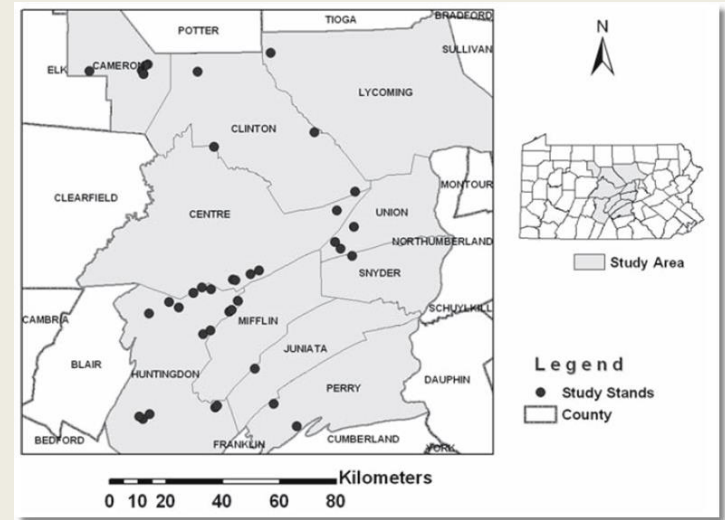 TIOGA
BRADFORD
POTTER
SULLIVAN
ELK
CAMERON
LYCOMING
CLINTON
CLEARFIELD
CENTRE
UNION
MONTOUR
NORTHUMBERLAND
SNYDER
CAMBRIA
MIFFLIN
SCHUYLKILL
JUNIATA
BLAIR
HUNTINGDON
PERRY
DAUPHIN
BEDFORD
FRANKLIN
CUMBERLAND
YORK
N
Study Area
Legend
Study Stands
County
Kilometers
0 10 20 40 60 80